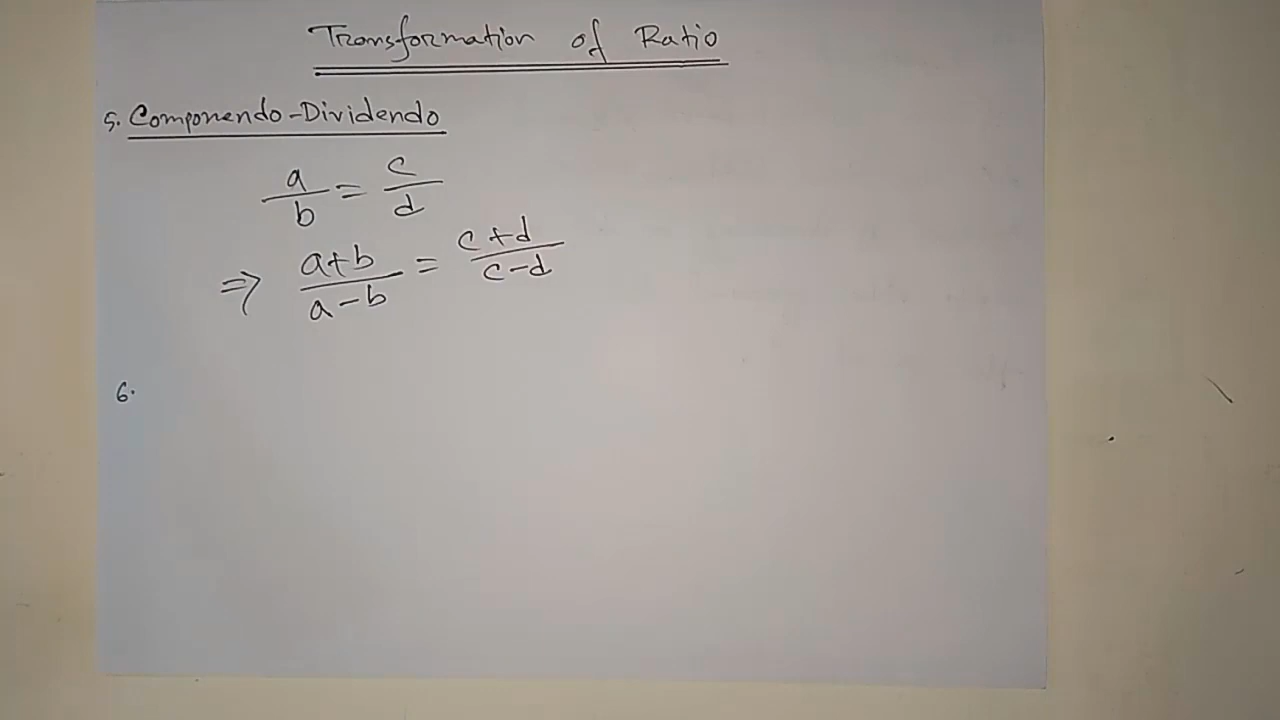 Transformation of Ratio
5. Componendo-Dividendo
a/b = c/d
⇒ a+b/a-b = c+d/c-d
6.